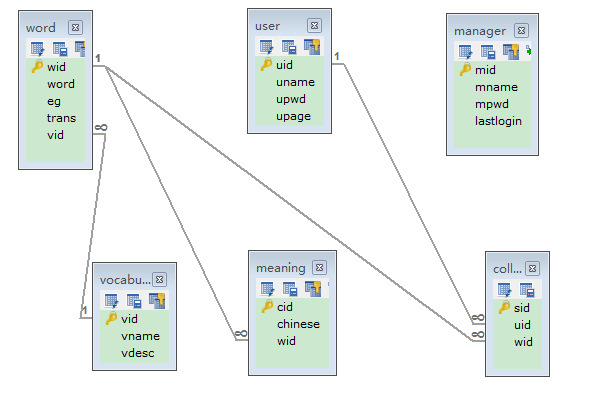 word
wid
word
eg
trans
vid
user
uid
uname
upwd
upage
manager
mid
mname
mpwd
lastlogin
1
1
∞
1
∞
∞
∞
vocabu...
vid
vname
vdesc
meaning
cid
chinese
wid
coll...
sid
uid
wid